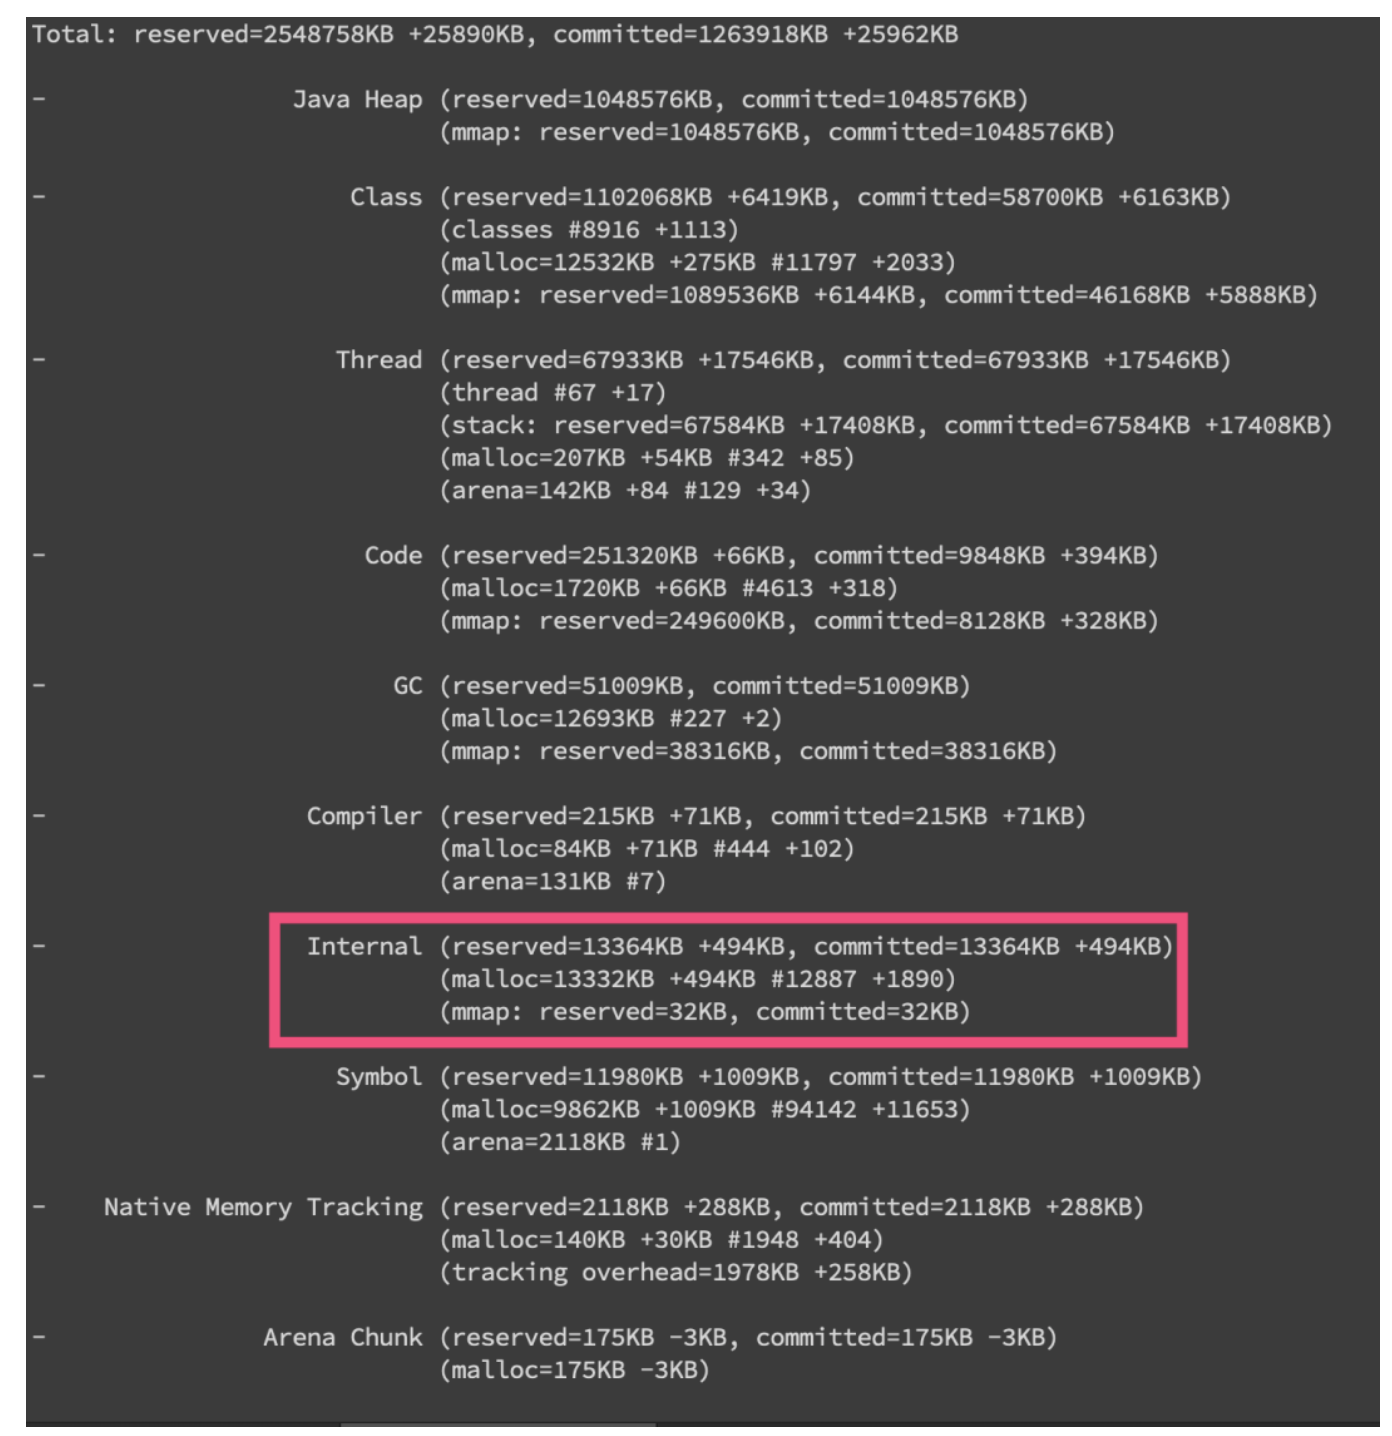 Total: reserved=2548758KB +25890KB, committed=1263918KB +25962KB
- Java Heap (reserved=1048576KB, committed=1048576KB)
(mmap: reserved=1048576KB, committed=1048576KB)
- Class (reserved=1102068KB +6419KB, committed=58700KB +6163KB)
(classes #8916 +1113)
(malloc=12532KB +275KB #11797 +2033)
(mmap: reserved=1089536KB +6144KB, committed=46168KB +5888KB)
- Thread (reserved=67933KB +17546KB, committed=67933KB +17546KB)
(thread #67 +17)
(stack: reserved=67584KB +17408KB, committed=67584KB +17408KB)
(malloc=207KB +54KB #342 +85)
(arena=142KB +84 #129 +34)
- Code (reserved=251320KB +66KB, committed=9848KB +394KB)
(malloc=1720KB +66KB #4613 +318)
(mmap: reserved=249600KB, committed=8128KB +328KB)
- GC (reserved=51009KB, committed=51009KB)
(malloc=12693KB #227 +2)
(mmap: reserved=38316KB, committed=38316KB)
- Compiler (reserved=215KB +71KB, committed=215KB +71KB)
(malloc=84KB +71KB #444 +102)
(arena=131KB #7)
- Internal (reserved=13364KB +494KB, committed=13364KB +494KB)
(malloc=13332KB +494KB #12887 +1890)
(mmap: reserved=32KB, committed=32KB)
- Symbol (reserved=11980KB +1009KB, committed=11980KB +1009KB)
(malloc=9862KB +1009KB #94142 +11653)
(arena=2118KB #1)
- Native Memory Tracking (reserved=2118KB +288KB, committed=2118KB +288KB)
(malloc=140KB +30KB #1948 +404)
(tracking overhead=1978KB +258KB)
- Arena Chunk (reserved=175KB -3KB, committed=175KB -3KB)
(malloc=175KB -3KB)